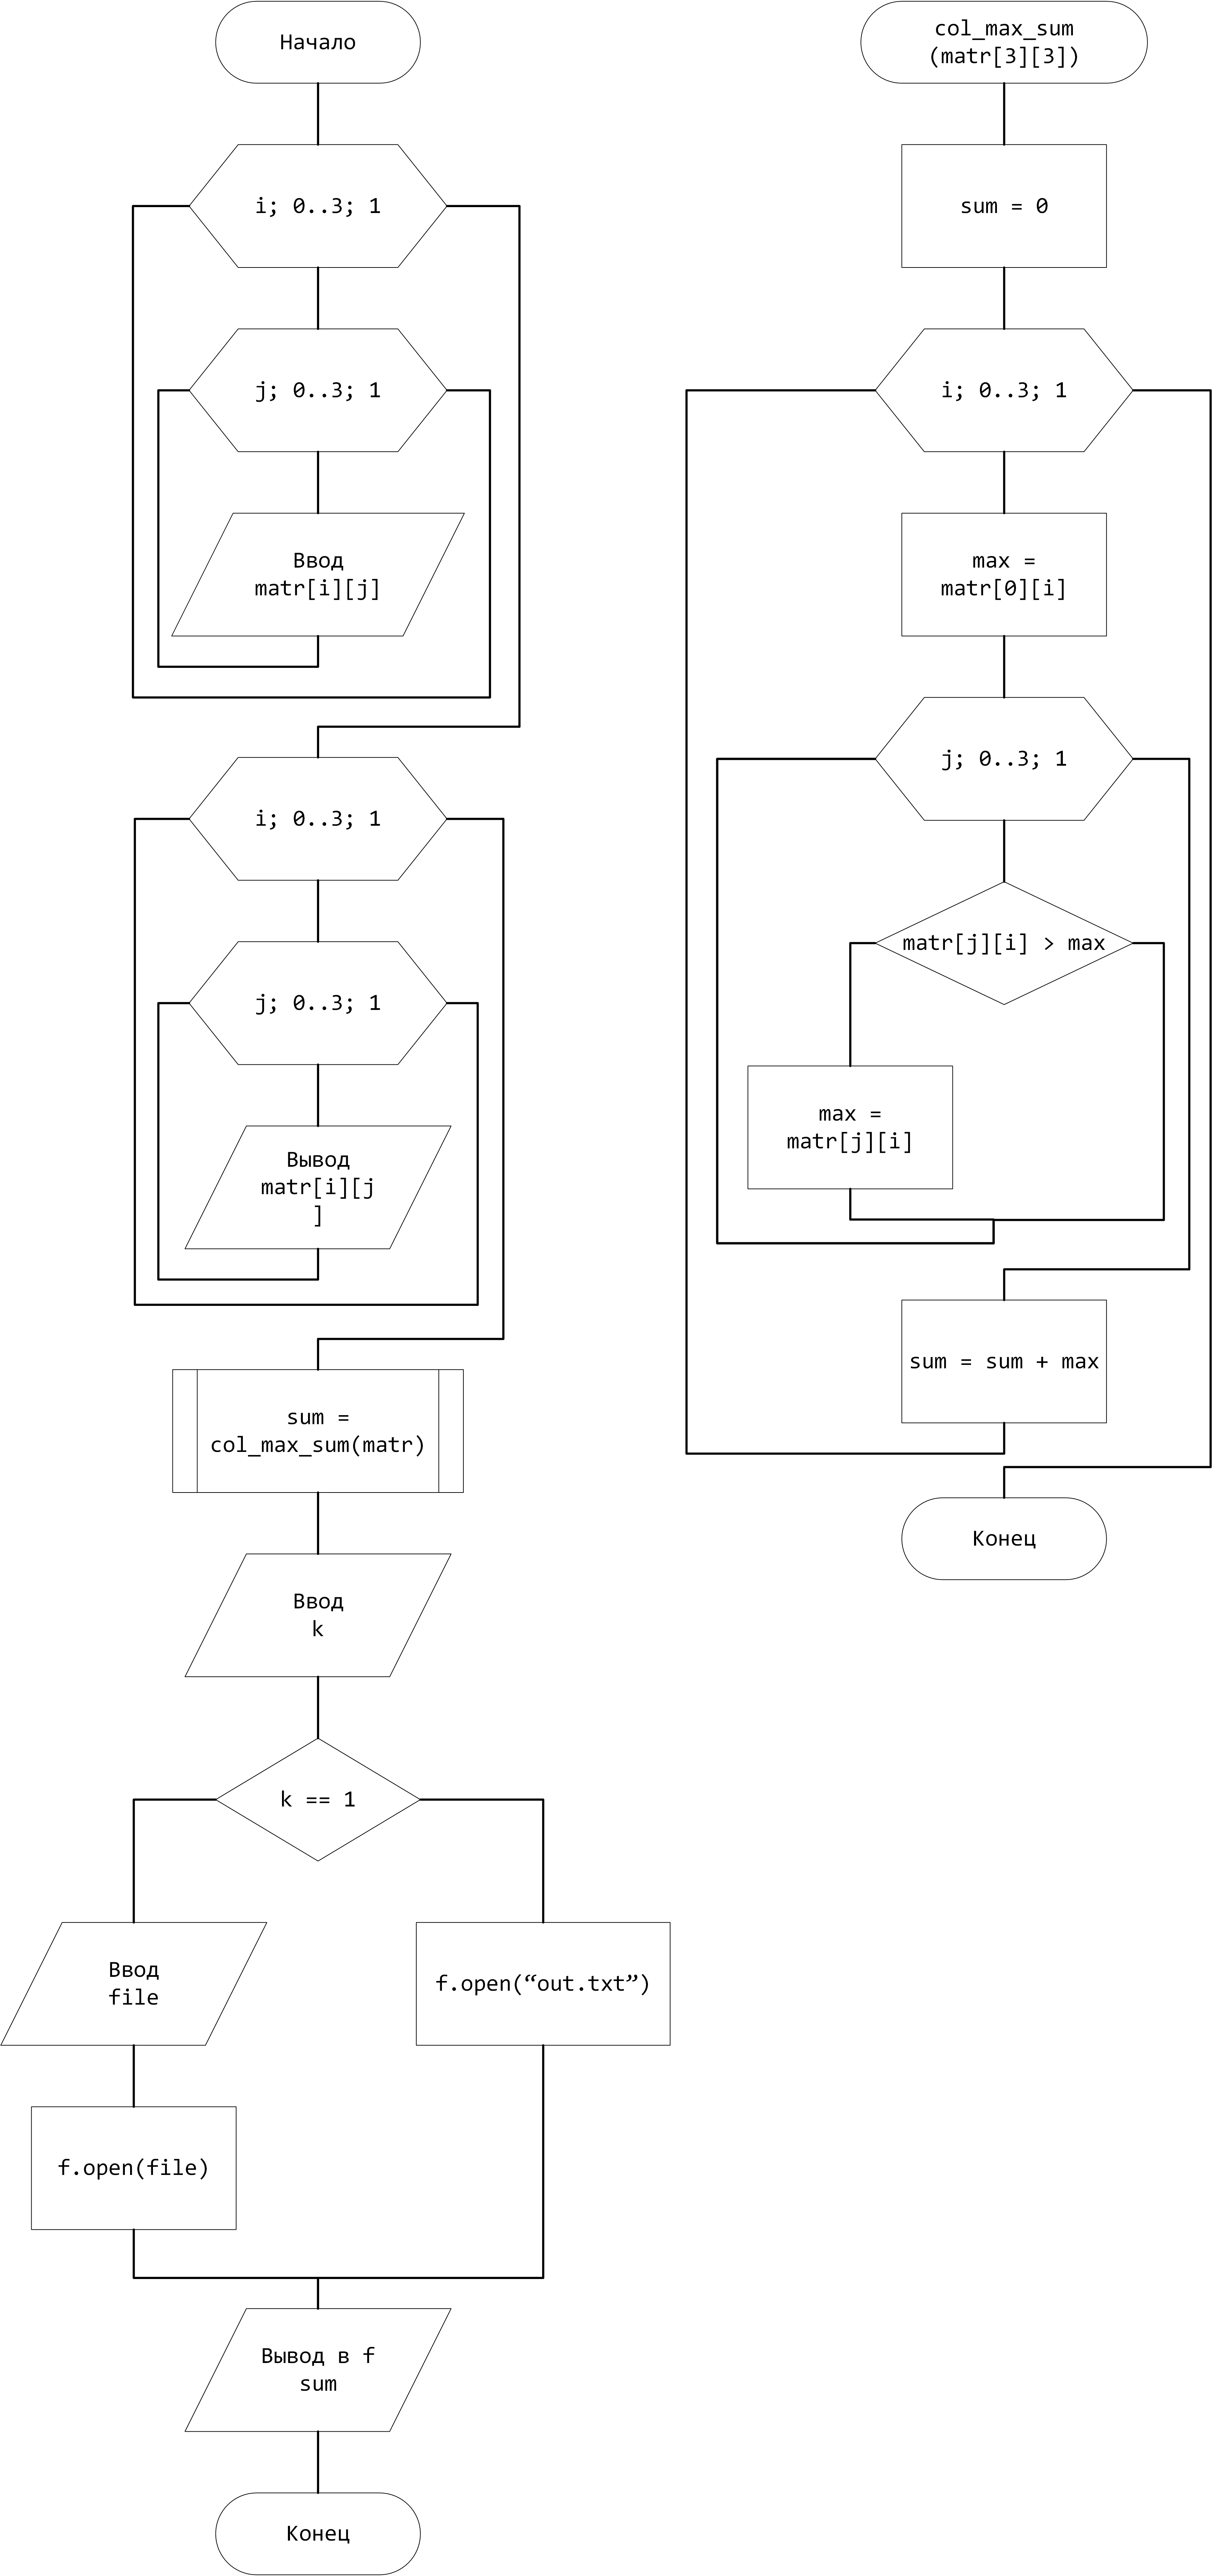 Начало
i; 0..3; 1
j; 0..3; 1
Ввод
matr[i][j]
i; 0..3; 1
j; 0..3; 1
Вывод
matr[i][j
]
sum =
col_max_sum(matr)
Ввод
k
k == 1
Ввод
file
f.open(“out.txt”)
f.open(file)
Вывод в f
sum
Конец
col_max_sum
(matr[3][3])
sum = 0
i; 0..3; 1
max =
matr[0][i]
j; 0..3; 1
matr[j][i] > max
max =
matr[j][i]
sum = sum + max
Конец